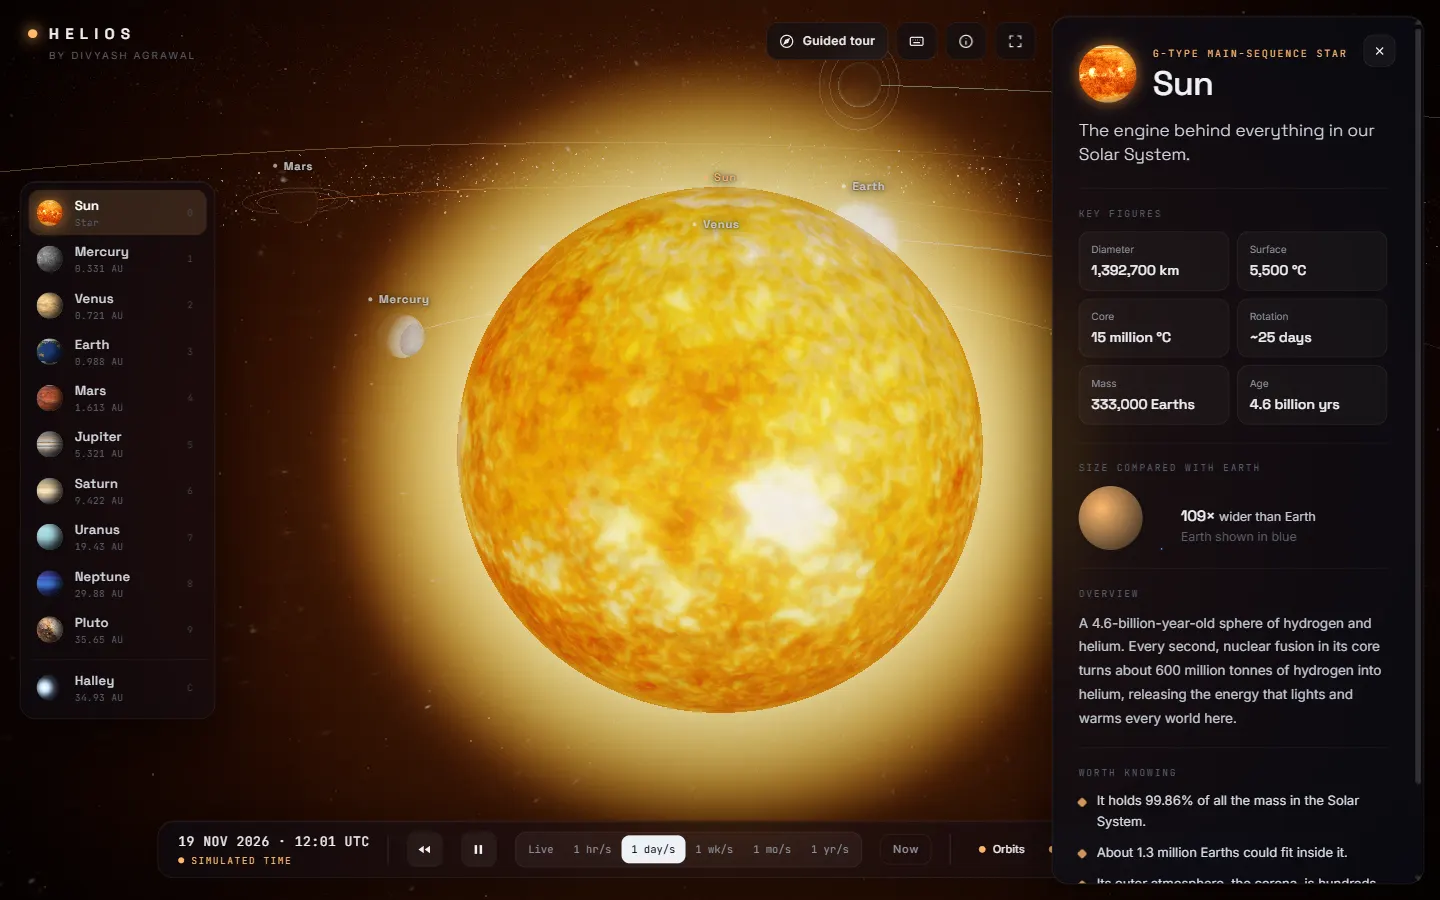 HELIOS
BY DIVYASH AGRAWAL
Guided tour
Mars
Sun
Earth
Venus
Mercury
Sun
Star
0
Mercury
0.331 AU
1
Venus
0.721 AU
2
Earth
0.988 AU
3
Mars
1.613 AU
4
Jupiter
5.321 AU
5
Saturn
9.422 AU
6
Uranus
19.43 AU
7
Neptune
29.88 AU
8
Pluto
35.65 AU
9
Halley
34.93 AU
C
19 NOV 2026 · 12:01 UTC
SIMULATED TIME
Live 1 hr/s 1 day/s 1 wk/s 1 mo/s 1 yr/s
Now
Orbits
G-TYPE MAIN-SEQUENCE STAR
Sun
The engine behind everything in our
Solar System.
KEY FIGURES
Diameter
1,392,700 km
Surface
5,500 °C
Core
15 million °C
Rotation
~25 days
Mass
333,000 Earths
Age
4.6 billion yrs
SIZE COMPARED WITH EARTH
109× wider than Earth
Earth shown in blue
OVERVIEW
A 4.6-billion-year-old sphere of hydrogen and
helium. Every second, nuclear fusion in its core
turns about 600 million tonnes of hydrogen into
helium, releasing the energy that lights and
warms every world here.
WORTH KNOWING
It holds 99.86% of all the mass in the Solar
System.
About 1.3 million Earths could fit inside it.
Its outer atmosphere, the corona, is hundreds